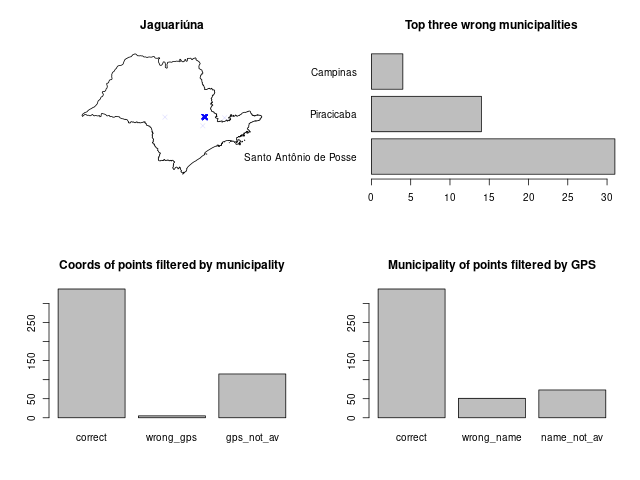 Jaguariúna
Top three wrong municipalities
Campinas
Piracicaba
Santo Antônio de Posse
0 5 10 15 20 25 30
Coords of points filtered by municipality
0 50 150 250
correct wrong_gps gps_not_av
Municipality of points filtered by GPS
0 50 150 250
correct wrong_name name_not_av